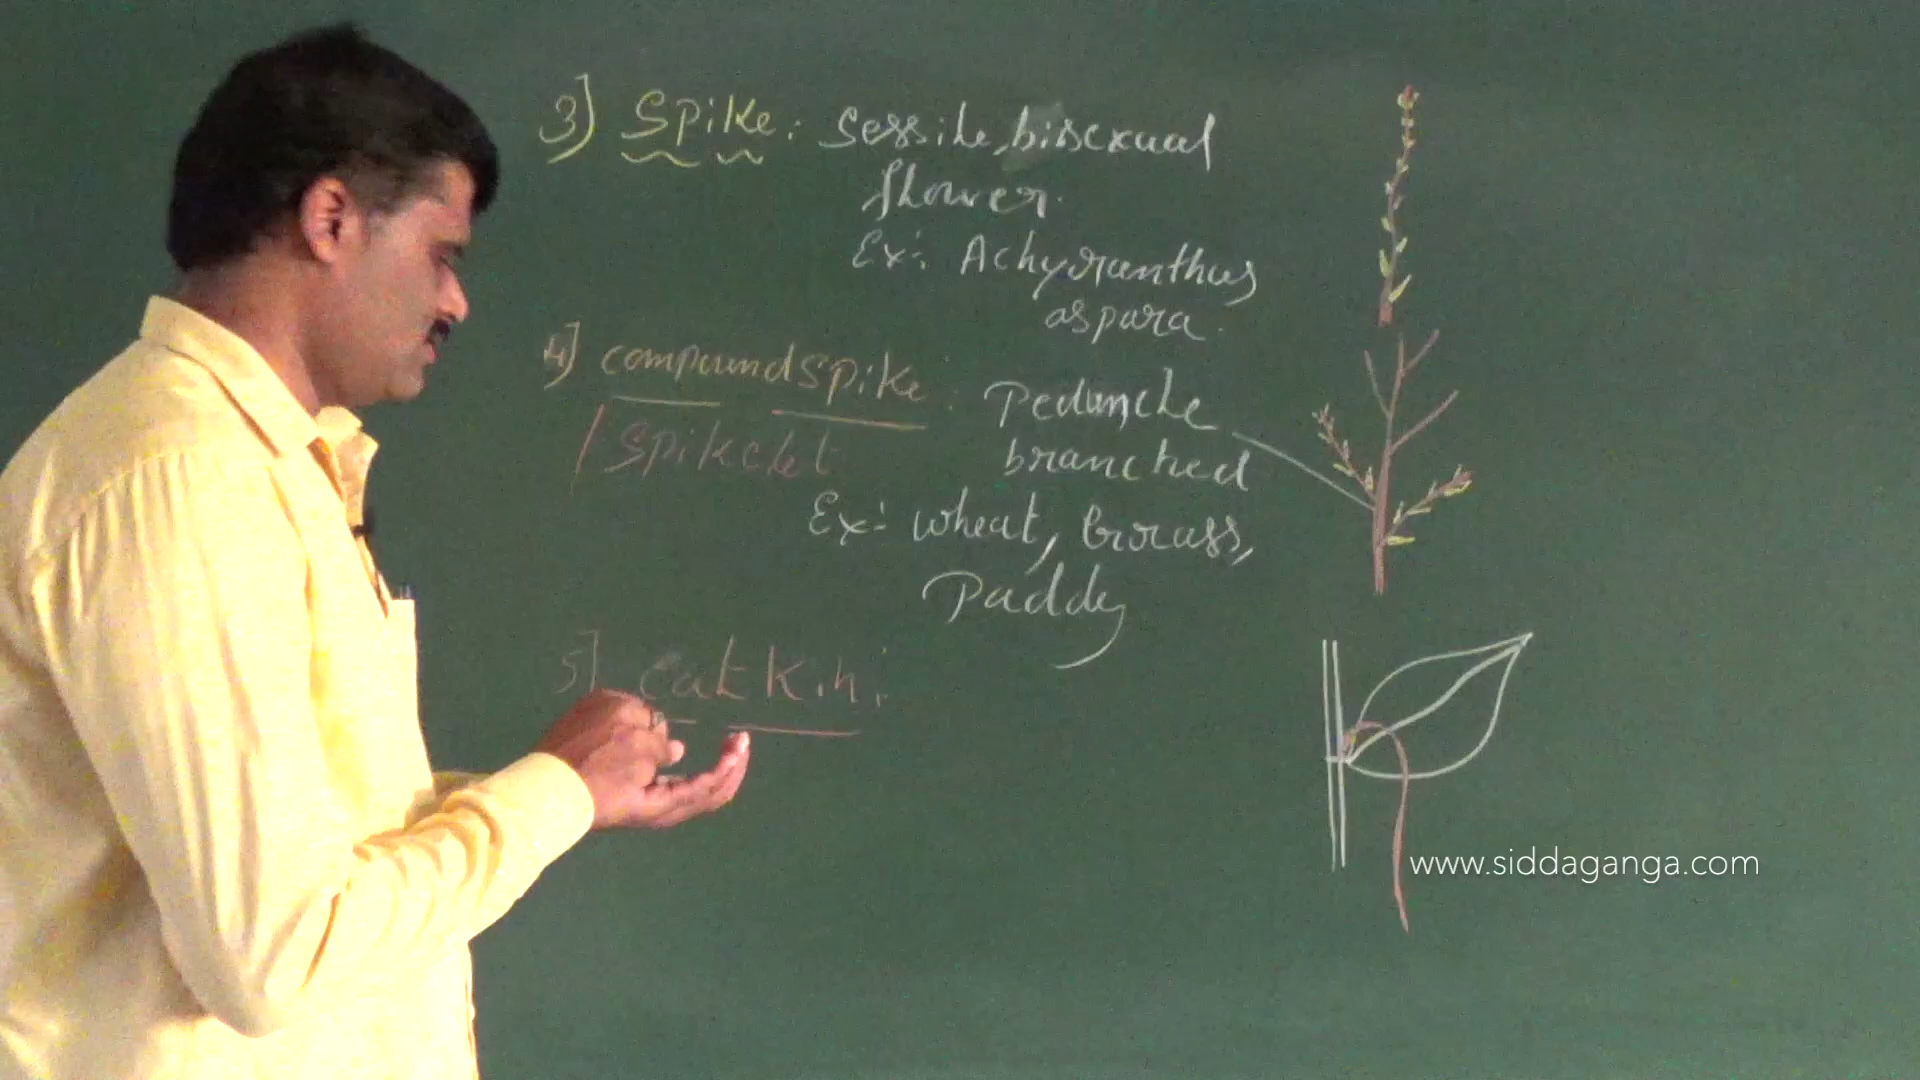 3] Spike: Sessile, bisexual
flower.
Ex:- Achyranthus
aspara.
4] compound spike: Peduncle
/ spikelet branched
Ex:- wheat, Grass,
Paddy
5] catkin:
www.siddaganga.com